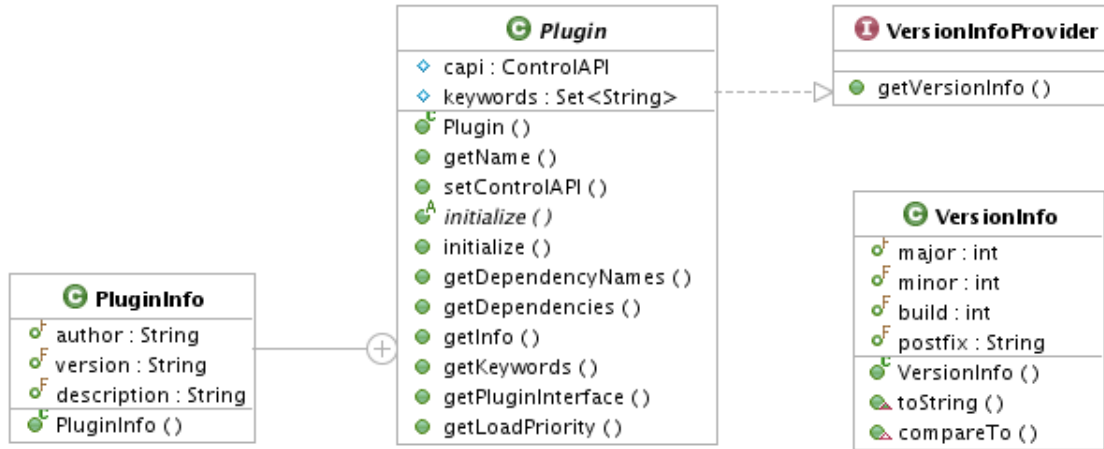 Plugin
capi : ControlAPI
keywords : Set<String>
Plugin ()
getName ()
setControlAPI ()
initialize ()
initialize ()
getDependencyNames ()
getDependencies ()
getInfo ()
getKeywords ()
getPluginInterface ()
getLoadPriority ()
VersionInfoProvider
getVersionInfo ()
PluginInfo
author : String
version : String
description : String
PluginInfo ()
VersionInfo
major : int
minor : int
build : int
postfix : String
VersionInfo ()
toString ()
compareTo ()